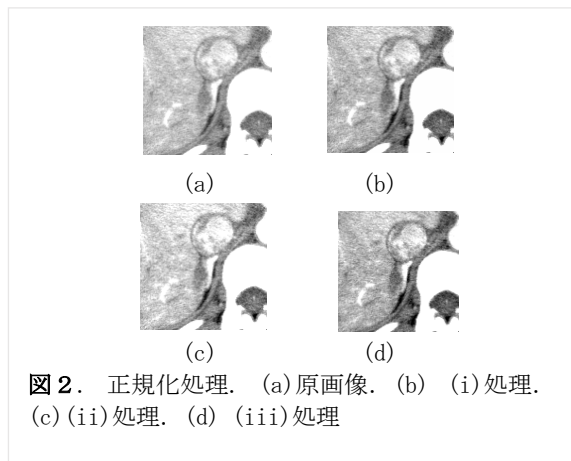 (a) (b)
(c) (d)
図2. 正規化処理. (a)原画像. (b) (i)処理.
(c)(ii)処理. (d) (iii)処理